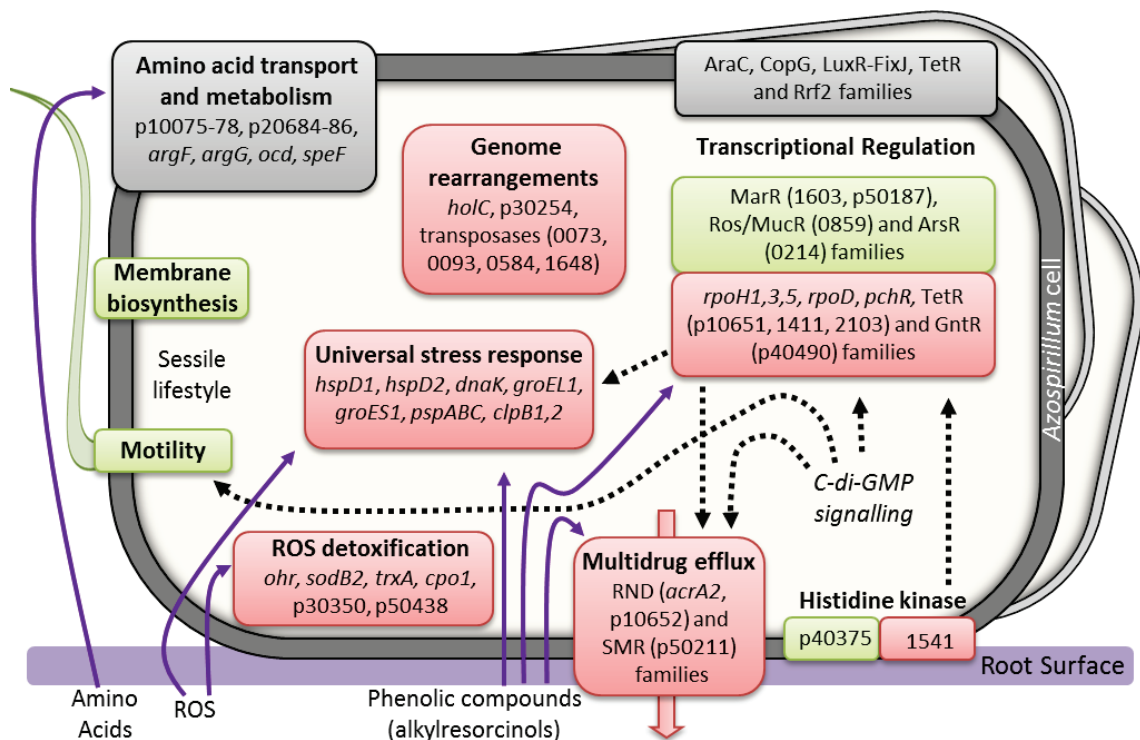 Amino acid transport
and metabolism
p10075-78, p20684-86,
argF, argG, ocd, speF
AraC, CopG, LuxR-FixJ, TetR
and Rrf2 families
Genome
rearrangements
holC, p30254,
transposases (0073,
0093, 0584, 1648)
Transcriptional Regulation
MarR (1603, p50187),
Ros/MucR (0859) and ArsR
(0214) families
rpoH1,3,5, rpoD, pchR, TetR
(p10651, 1411, 2103) and GntR
(p40490) families
Azospirillum cell
Membrane
biosynthesis
Sessile
lifestyle
Motility
Universal stress response
hspD1, hspD2, dnaK, groEL1,
groES1, pspABC, clpB1,2
C-di-GMP
signalling
ROS detoxification
ohr, sodB2, trxA, cpo1,
p30350, p50438
Multidrug efflux
RND (acrA2,
p10652) and
SMR (p50211)
families
Histidine kinase
p40375
1541
Root Surface
Amino
Acids
ROS
Phenolic compounds
(alkylresorcinols)